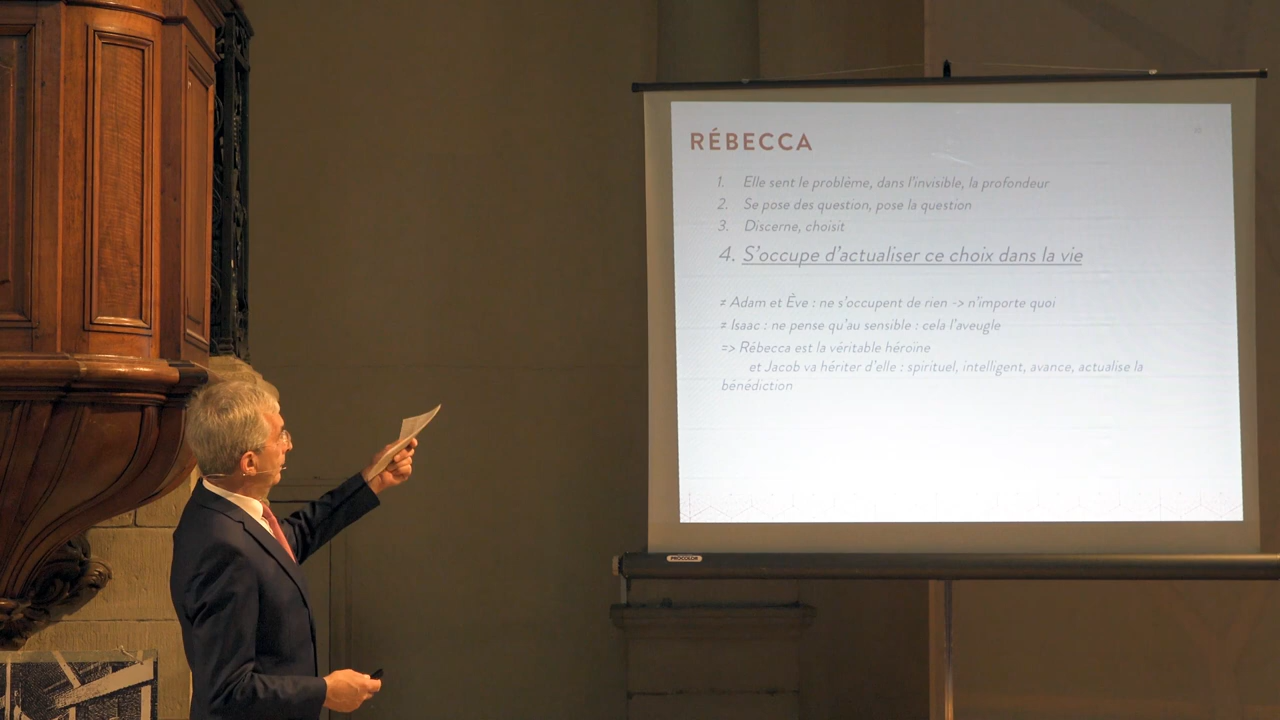 RÉBECCA
1. Elle sent le problème, dans l'invisible, la profondeur
2. Se pose des question, pose la question
3. Discerne, choisit
4. S'occupe d'actualiser ce choix dans la vie
≠ Adam et Ève : ne s'occupent de rien -> n'importe quoi
≠ Isaac : ne pense qu'au sensible : cela l'aveugle
=> Rébecca est la véritable héroïne
et Jacob va hériter d'elle : spirituel, intelligent, avance, actualise la
bénédiction
PROCOLOR